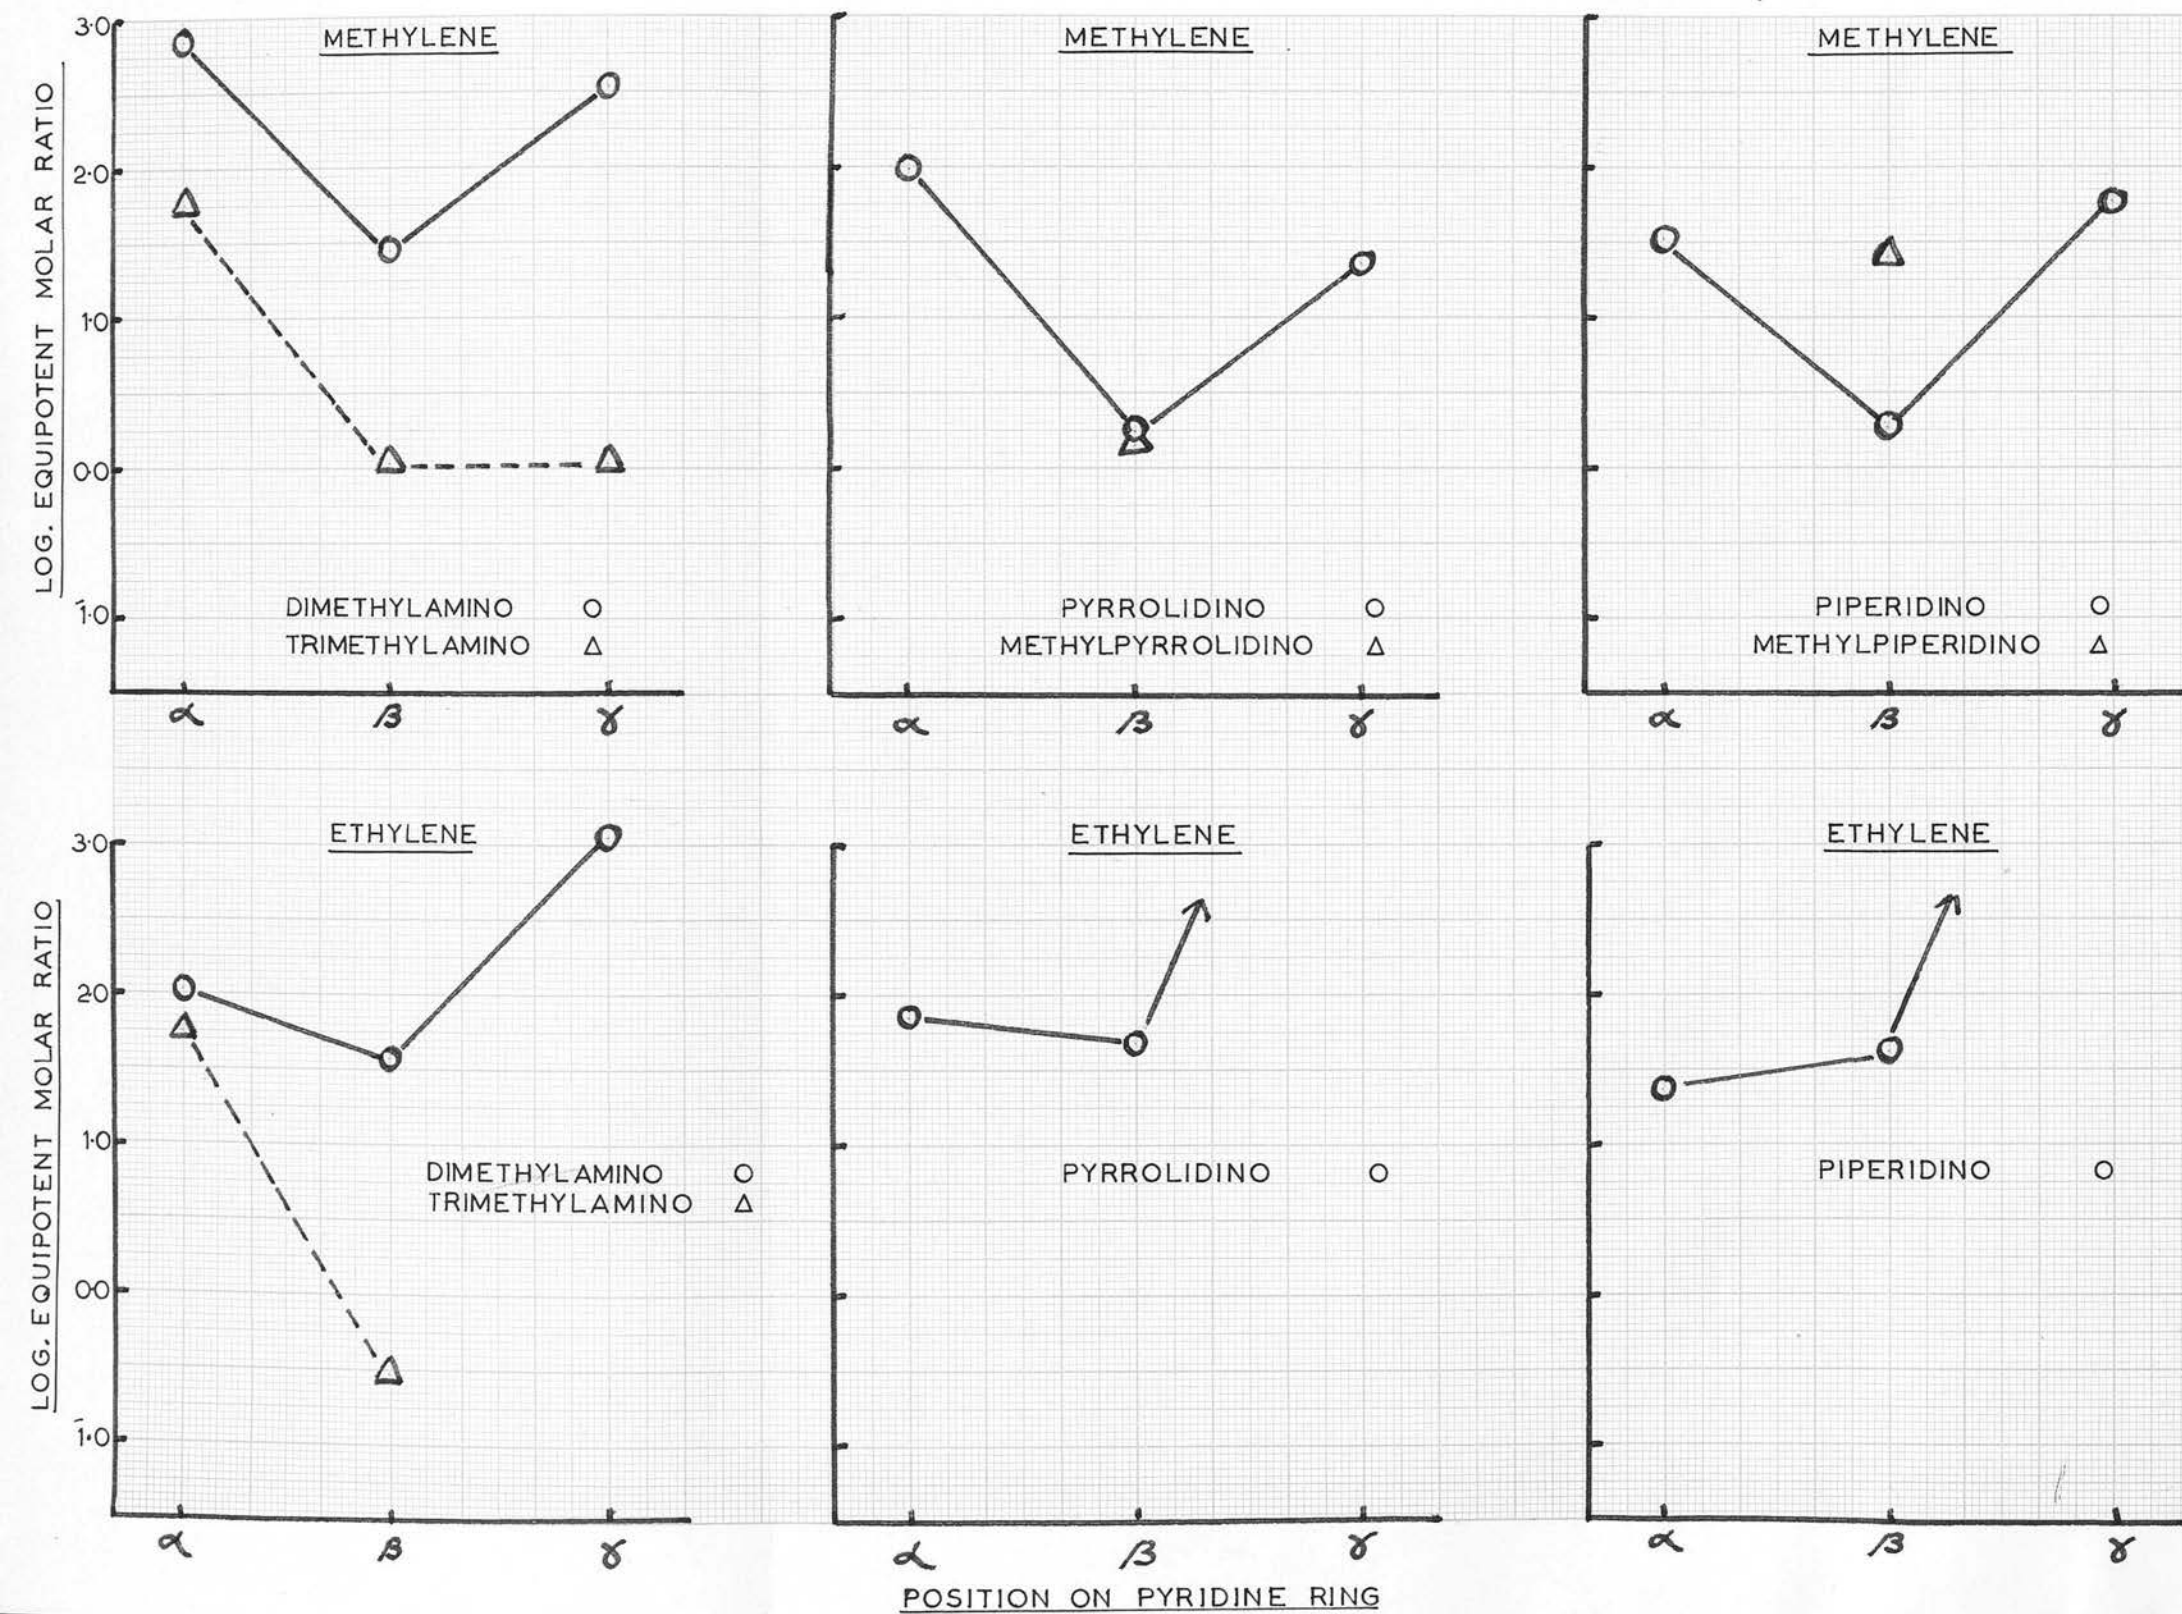 METHYLENE
LOG. EQUIPOTENT MOLAR RATIO
3·0
2·0
1·0
0·0
1̄·0
DIMETHYLAMINO ○
TRIMETHYLAMINO △
α β γ
METHYLENE
PYRROLIDINO ○
METHYLPYRROLIDINO △
α β γ
METHYLENE
PIPERIDINO ○
METHYLPIPERIDINO △
α β γ
ETHYLENE
LOG. EQUIPOTENT MOLAR RATIO
3·0
2·0
1·0
0·0
1̄·0
DIMETHYLAMINO ○
TRIMETHYLAMINO △
α β γ
ETHYLENE
PYRROLIDINO ○
α β γ
ETHYLENE
PIPERIDINO ○
α β γ
POSITION ON PYRIDINE RING